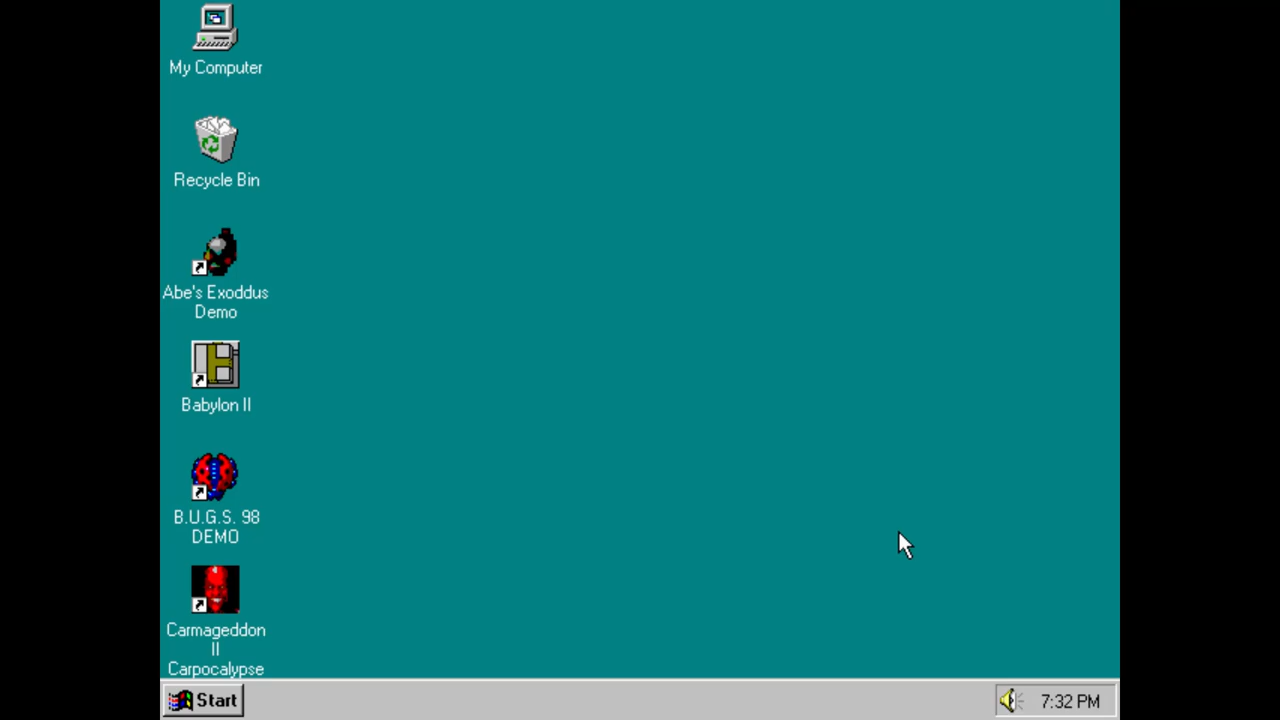 My Computer
Recycle Bin
Abe's Exoddus
Demo
Babylon II
B.U.G.S. 98
DEMO
Carmageddon
II
Carpocalypse
Start
7:32 PM